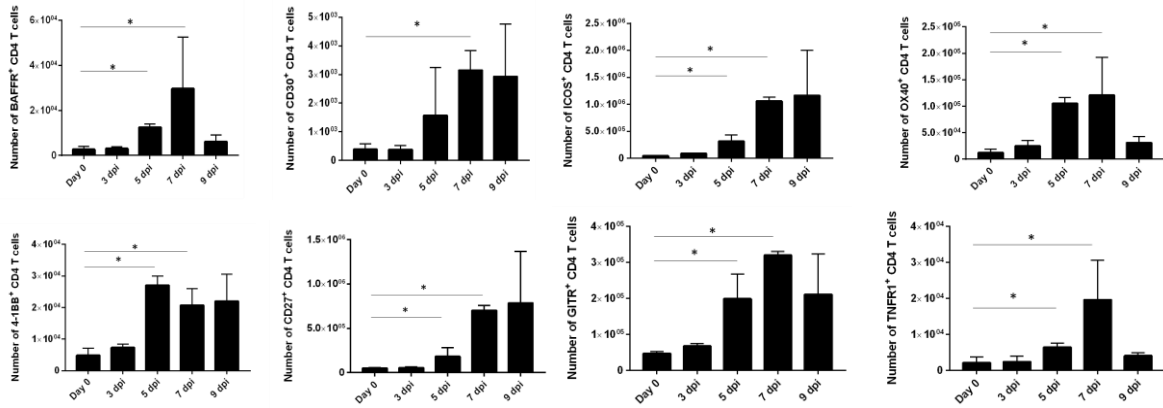 Number of BAFFR⁺ CD4 T cells
6×10⁰⁴
4×10⁰⁴
2×10⁰⁴
0
*
*
Day 0
3 dpi
5 dpi
7 dpi
9 dpi
Number of CD30⁺ CD4 T cells
5×10⁰³
4×10⁰³
3×10⁰³
2×10⁰³
1×10⁰³
0
*
Day 0
3 dpi
5 dpi
7 dpi
9 dpi
Number of ICOS⁺ CD4 T cells
2.5×10⁰⁶
2.0×10⁰⁶
1.5×10⁰⁶
1.0×10⁰⁶
5.0×10⁰⁵
0
*
*
Day 0
3 dpi
5 dpi
7 dpi
9 dpi
Number of OX40⁺ CD4 T cells
2.5×10⁰⁵
2.0×10⁰⁵
1.5×10⁰⁵
1.0×10⁰⁵
5.0×10⁰⁴
0
*
*
Day 0
3 dpi
5 dpi
7 dpi
9 dpi
Number of 4-1BB⁺ CD4 T cells
4×10⁰⁴
3×10⁰⁴
2×10⁰⁴
1×10⁰⁴
0
*
*
Day 0
3 dpi
5 dpi
7 dpi
9 dpi
Number of CD27⁺ CD4 T cells
1.5×10⁰⁶
1.0×10⁰⁶
5.0×10⁰⁵
0
*
*
Day 0
3 dpi
5 dpi
7 dpi
9 dpi
Number of GITR⁺ CD4 T cells
4×10⁰⁵
3×10⁰⁵
2×10⁰⁵
1×10⁰⁵
0
*
*
Day 0
3 dpi
5 dpi
7 dpi
9 dpi
Number of TNFR1⁺ CD4 T cells
4×10⁰⁴
3×10⁰⁴
2×10⁰⁴
1×10⁰⁴
0
*
*
Day 0
3 dpi
5 dpi
7 dpi
9 dpi